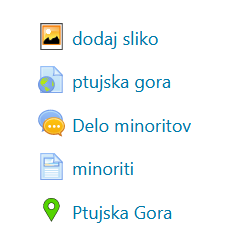 dodaj sliko
ptujska gora
Delo minoritov
minoriti
Ptujska Gora